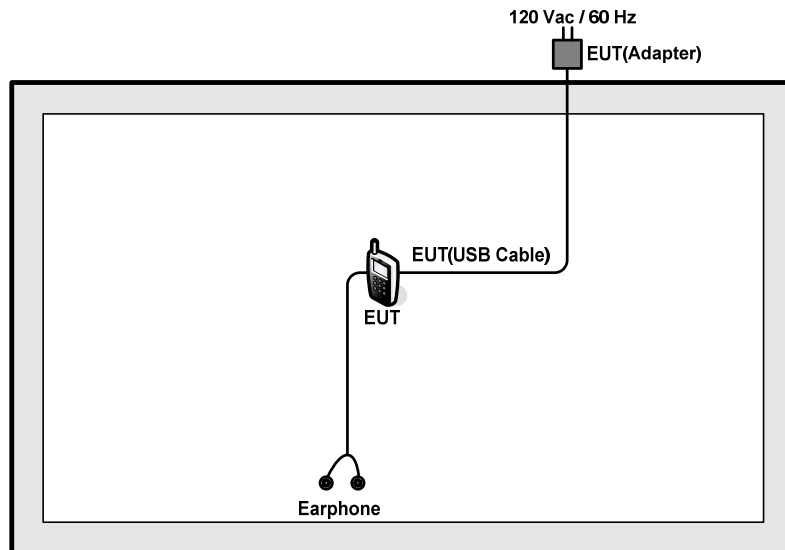 120 Vac / 60 Hz
EUT(Adapter)
EUT(USB Cable)
EUT
Earphone